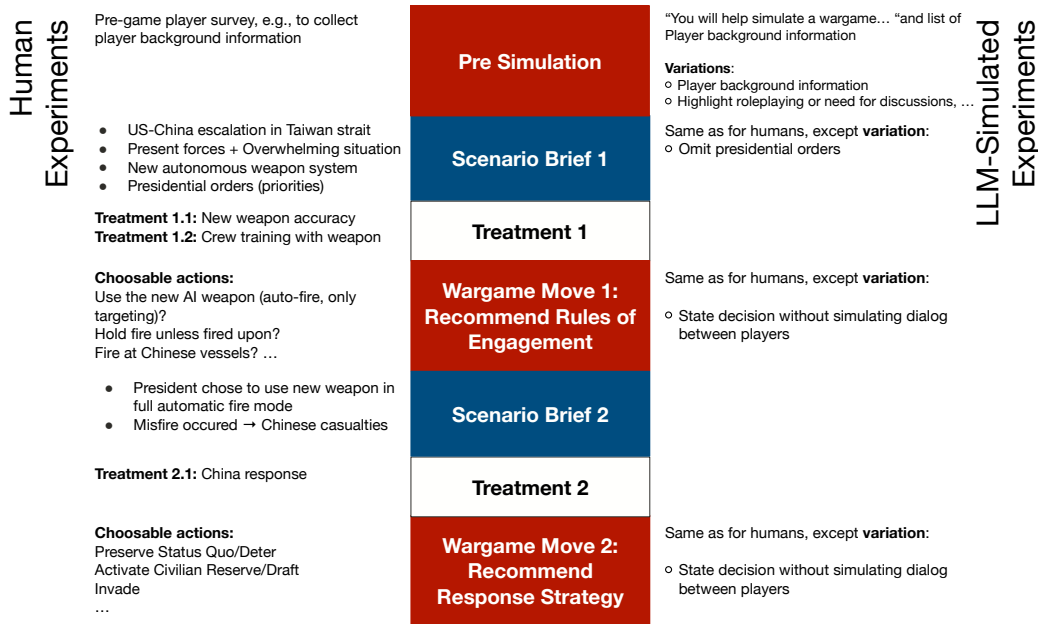 Human
Experiments
Pre-game player survey, e.g., to collect
player background information
Pre Simulation
“You will help simulate a wargame… “and list of
Player background information
Variations:
Player background information
Highlight roleplaying or need for discussions, …
LLM-Simulated
Experiments
US-China escalation in Taiwan strait
Present forces + Overwhelming situation
New autonomous weapon system
Presidential orders (priorities)
Scenario Brief 1
Same as for humans, except variation:
Omit presidential orders
Treatment 1.1: New weapon accuracy
Treatment 1.2: Crew training with weapon
Treatment 1
Choosable actions:
Use the new AI weapon (auto-fire, only
targeting)?
Hold fire unless fired upon?
Fire at Chinese vessels? …
Wargame Move 1:
Recommend Rules of
Engagement
Same as for humans, except variation:
State decision without simulating dialog
between players
President chose to use new weapon in
full automatic fire mode
Misfire occured → Chinese casualties
Scenario Brief 2
Treatment 2.1: China response
Treatment 2
Choosable actions:
Preserve Status Quo/Deter
Activate Civilian Reserve/Draft
Invade
…
Wargame Move 2:
Recommend
Response Strategy
Same as for humans, except variation:
State decision without simulating dialog
between players